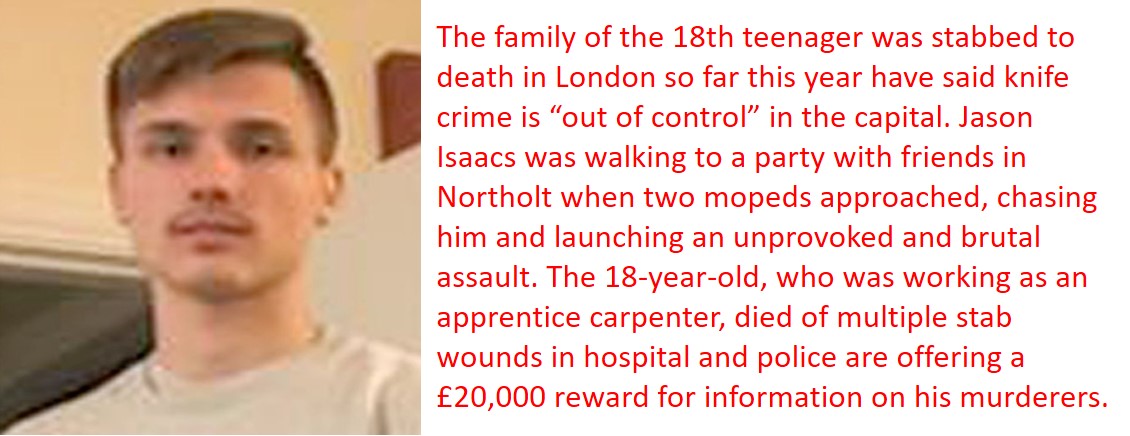 The family of the 18th teenager was stabbed to
death in London so far this year have said knife
crime is “out of control” in the capital. Jason
Isaacs was walking to a party with friends in
Northolt when two mopeds approached, chasing
him and launching an unprovoked and brutal
assault. The 18-year-old, who was working as an
apprentice carpenter, died of multiple stab
wounds in hospital and police are offering a
£20,000 reward for information on his murderers.